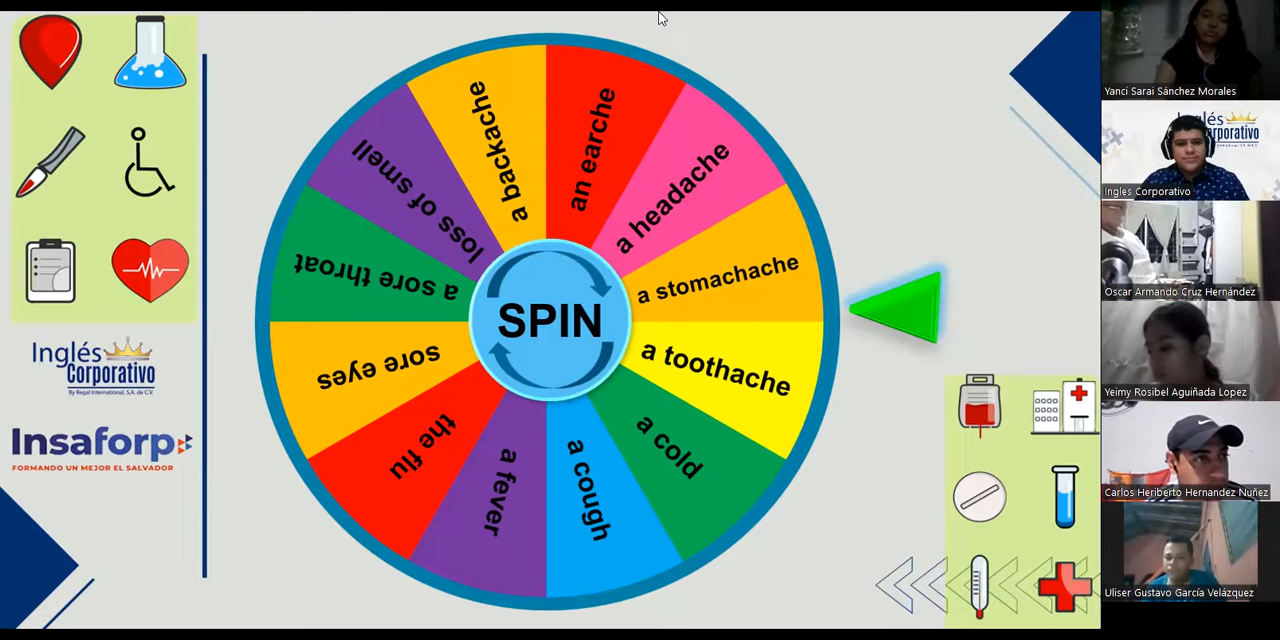 a backache
an earche
a headache
a stomachache
a toothache
a cold
a cough
a fever
the flu
sore eyes
a sore throat
loss of smell
SPIN
Inglés
Corporativo
By Regal International, S.A. de C.V.
Insaforp
FORMANDO UN MEJOR EL SALVADOR
Yanci Sarai Sánchez Morales
Inglés
Corporativo
Ingles Corporativo
Oscar Armando Cruz Hernández
Yeimy Rosibel Aguiñada Lopez
Carlos Heriberto Hernandez Nuñez
Uliser Gustavo García Velázquez